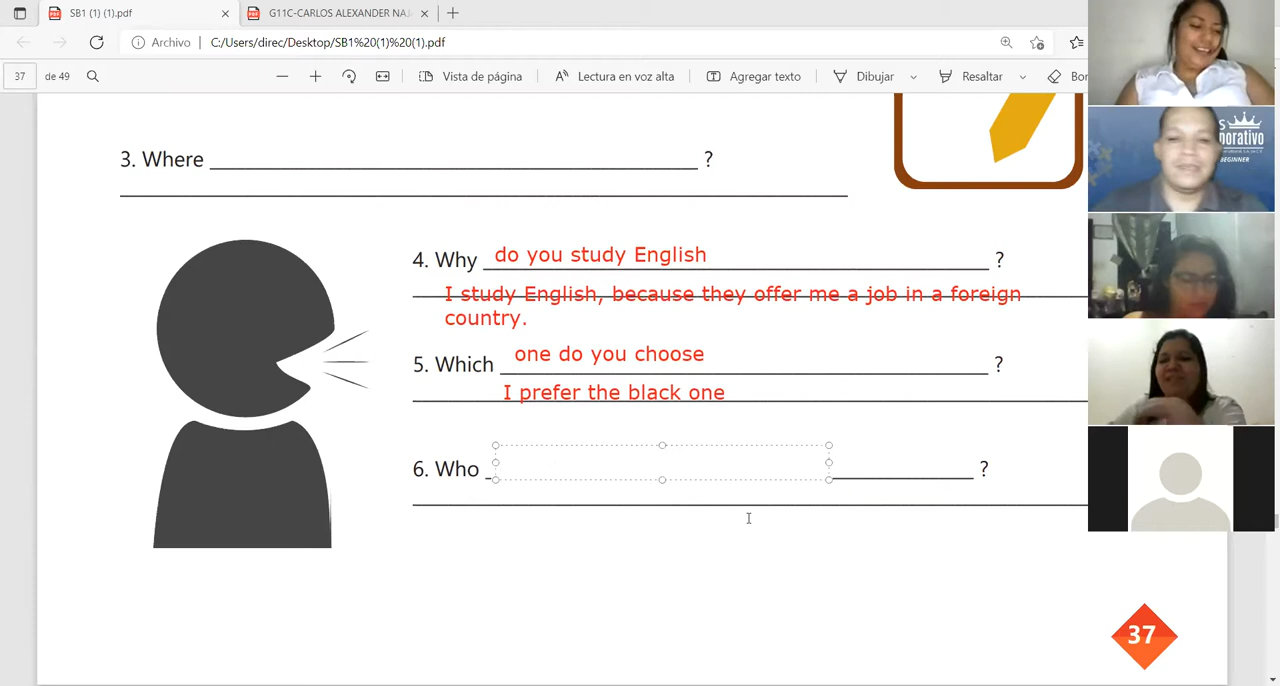 SB1 (1) (1).pdf
G11C-CARLOS ALEXANDER NAJ
Archivo
C:/Users/direc/Desktop/SB1%20(1)%20(1).pdf
37 de 49
Vista de página
Lectura en voz alta
Agregar texto
Dibujar
Resaltar
Bor
3. Where ?
4. Why do you study English ?
I study English, because they offer me a job in a foreign
country.
5. Which one do you choose ?
I prefer the black one
6. Who ?
37
BEGINNER